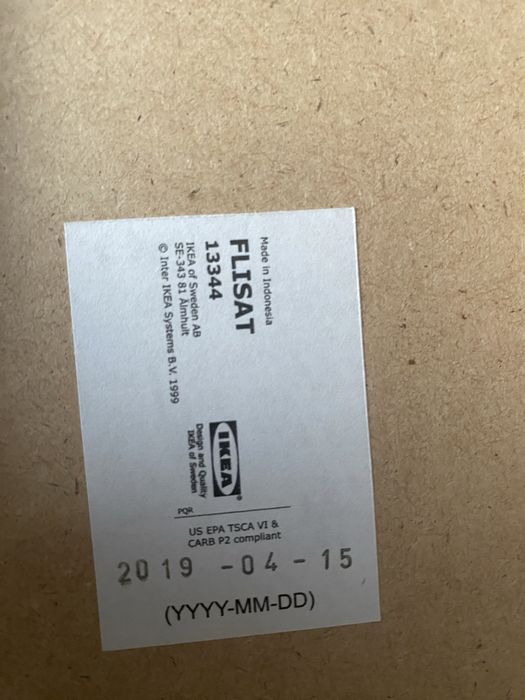 Made in Indonesia
FLISAT
13344
IKEA of Sweden AB
SE-343 81 Älmhult
© Inter IKEA Systems B.V. 1999
IKEA®
Design and Quality
IKEA of Sweden
PQR
US EPA TSCA VI &
CARB P2 compliant
2019 -04-15
(YYYY-MM-DD)